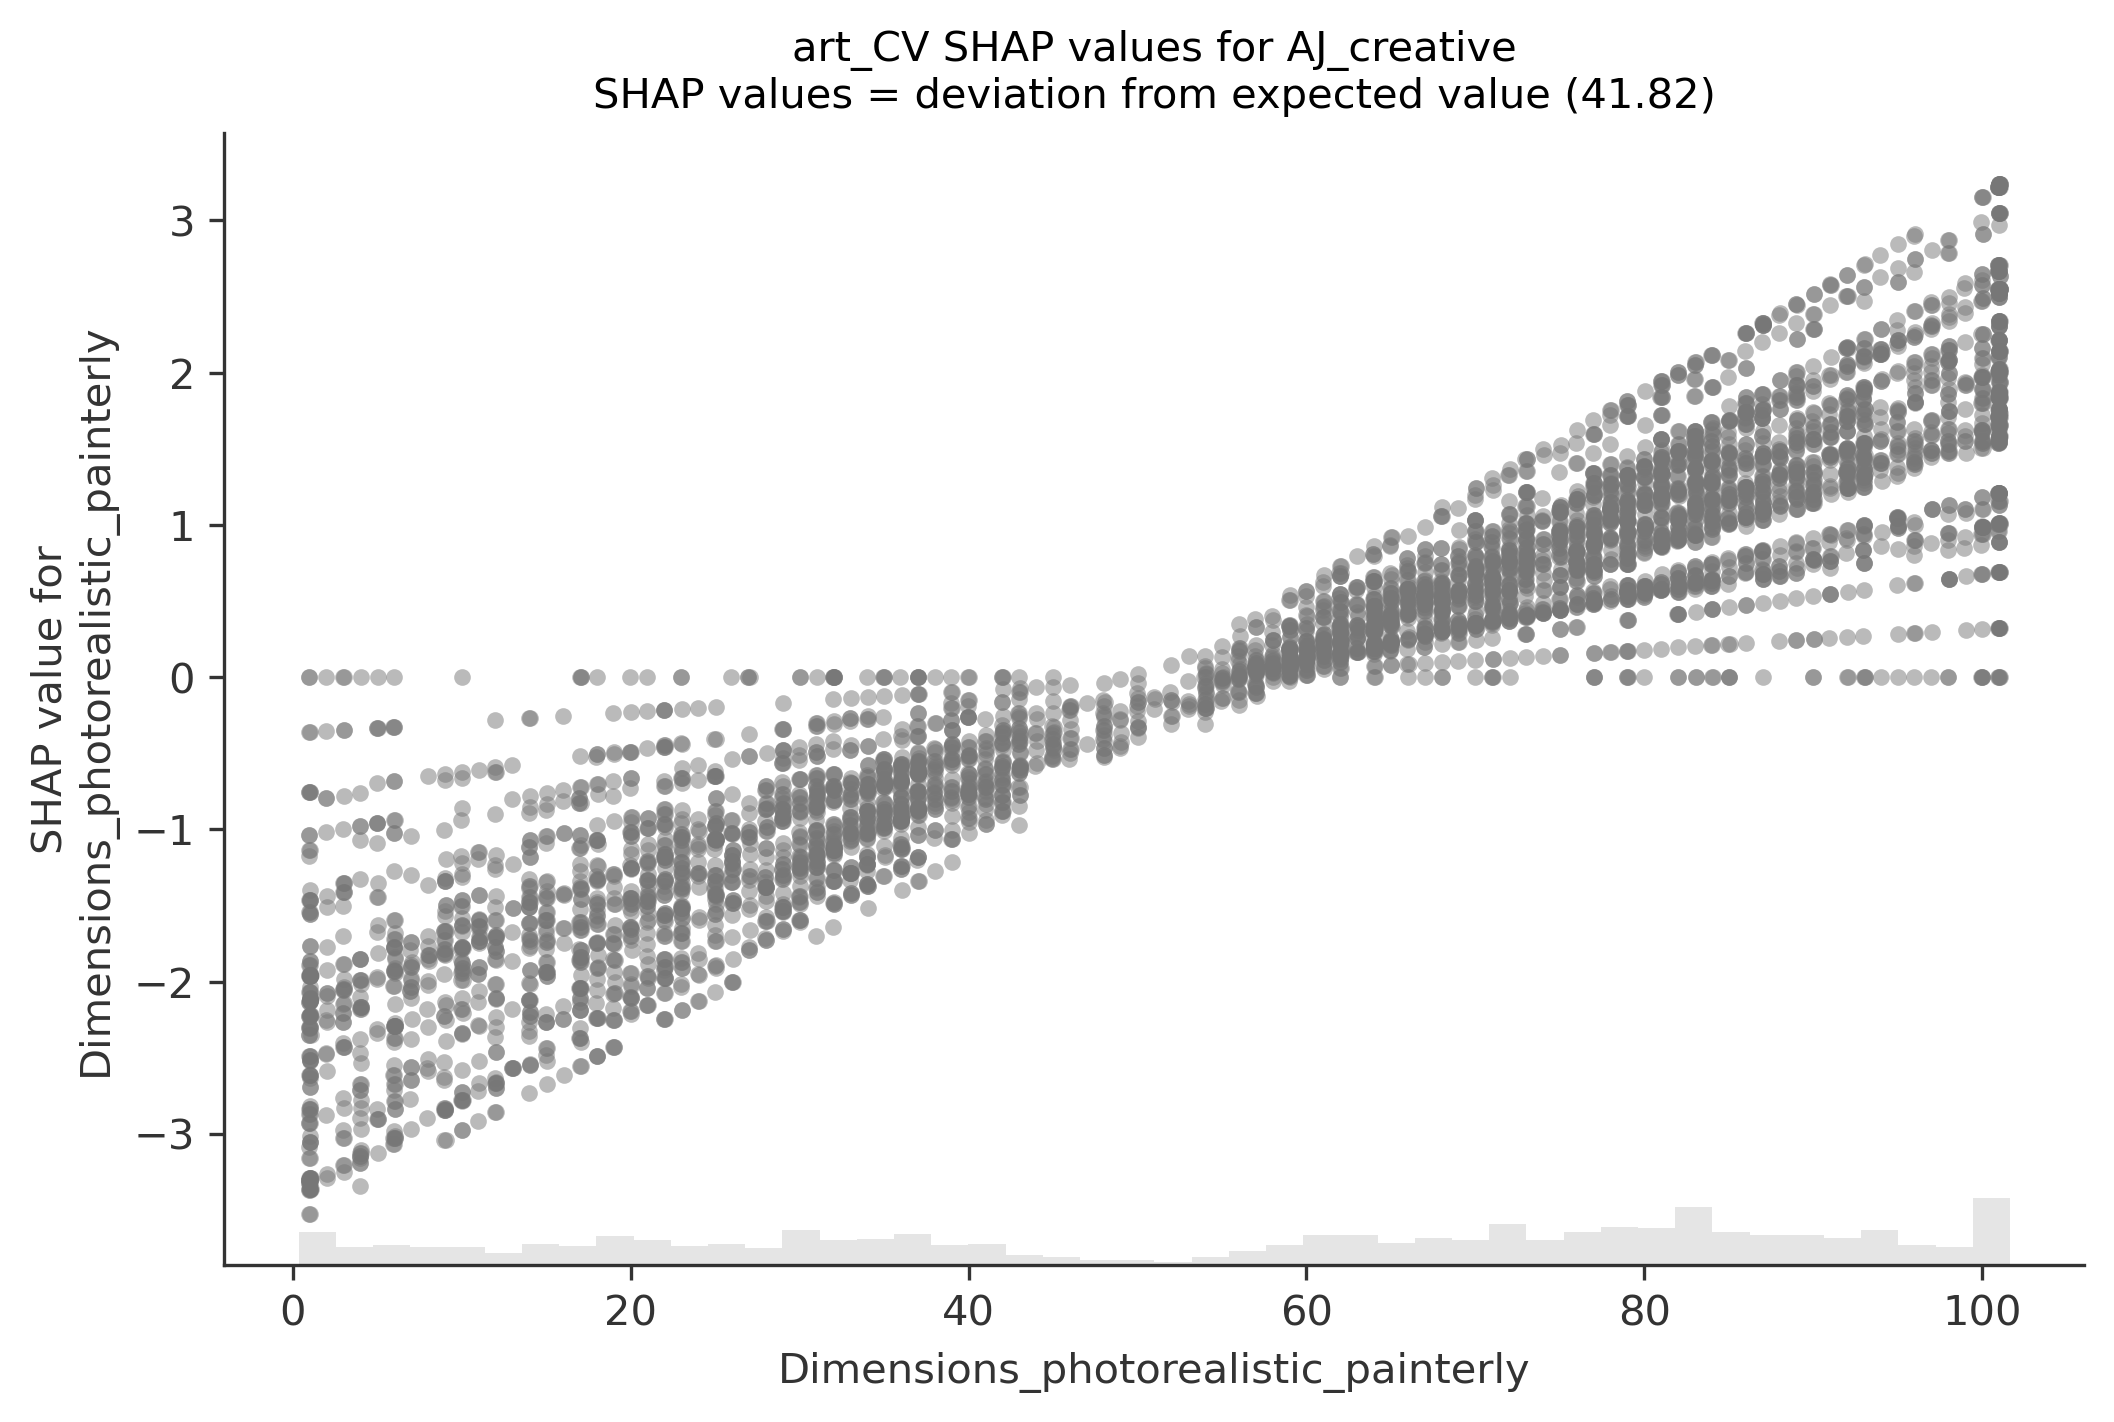 art_CV SHAP values for AJ_creative
SHAP values = deviation from expected value (41.82)
SHAP value for
Dimensions_photorealistic_painterly
3
2
1
0
−1
−2
−3
0
20
40
60
80
100
Dimensions_photorealistic_painterly